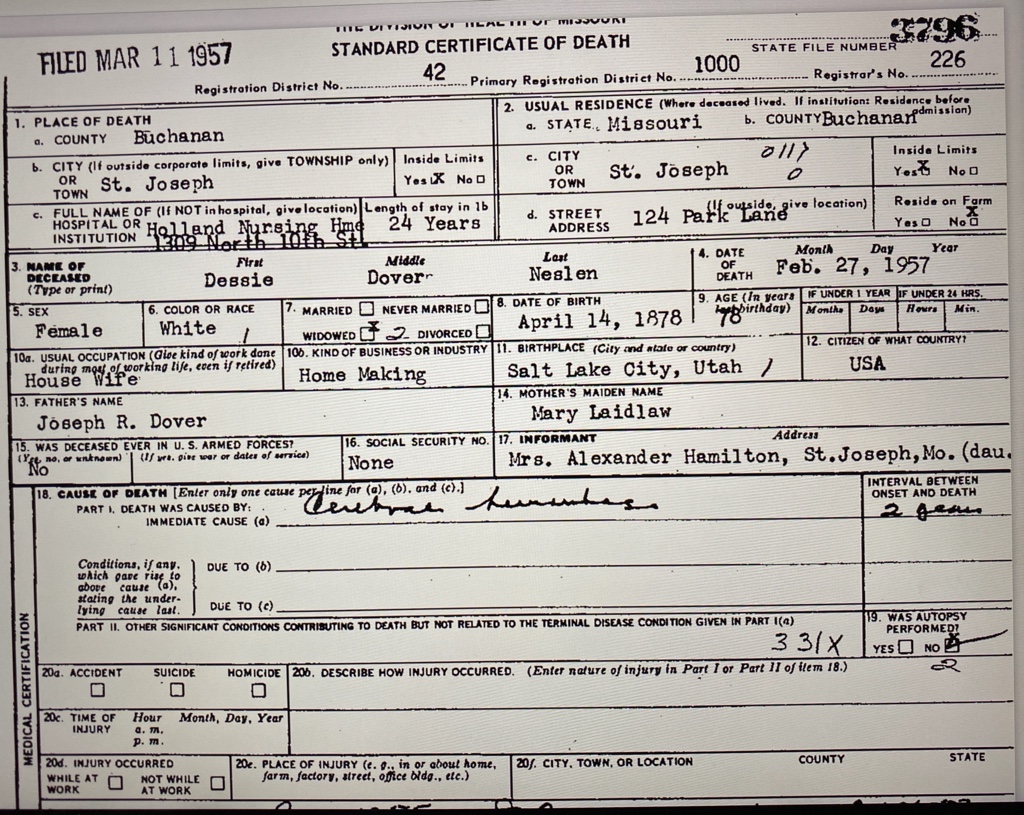 THE DIVISION OF HEALTH OF MISSOURI
3796
FILED MAR 11 1957
STANDARD CERTIFICATE OF DEATH
STATE FILE NUMBER
Registration District No. 42 Primary Registration District No. 1000 Registrar's No. 226
1. PLACE OF DEATH
a. COUNTY Buchanan
2. USUAL RESIDENCE (Where deceased lived. If institution: Residence before admission)
a. STATE Missouri b. COUNTY Buchanan
b. CITY (If outside corporate limits, give TOWNSHIP only)
OR
TOWN St. Joseph
Inside Limits
Yes X No
c. CITY
OR
TOWN St. Joseph
0117
0
Inside Limits
Yes X No
c. FULL NAME OF (If NOT in hospital, give location)
HOSPITAL OR Holland Nursing Hme
INSTITUTION 1309 North 10th St.
Length of stay in 1b
24 Years
d. STREET
ADDRESS 124 Park Lane
(If outside, give location)
Reside on Farm
Yes No X
3. NAME OF
DECEASED
(Type or print)
First Middle Last
Dessie Dover Neslen
4. DATE
OF
DEATH
Month Day Year
Feb. 27, 1957
5. SEX
Female
6. COLOR OR RACE
White /
7. MARRIED NEVER MARRIED
WIDOWED X 2 DIVORCED
8. DATE OF BIRTH
April 14, 1878
9. AGE (In years
last birthday)
78
IF UNDER 1 YEAR
Months Days
IF UNDER 24 HRS.
Hours Min.
10a. USUAL OCCUPATION (Give kind of work done
during most of working life, even if retired)
House Wife
10b. KIND OF BUSINESS OR INDUSTRY
Home Making
11. BIRTHPLACE (City and state or country)
Salt Lake City, Utah /
12. CITIZEN OF WHAT COUNTRY?
USA
13. FATHER'S NAME
Joseph R. Dover
14. MOTHER'S MAIDEN NAME
Mary Laidlaw
15. WAS DECEASED EVER IN U.S. ARMED FORCES?
(Yes, no, or unknown) (If yes, give war or dates of service)
No
16. SOCIAL SECURITY NO.
None
17. INFORMANT Address
Mrs. Alexander Hamilton, St.Joseph,Mo. (dau.
MEDICAL CERTIFICATION
18. CAUSE OF DEATH [Enter only one cause per line for (a), (b), and (c).]
PART I. DEATH WAS CAUSED BY:
IMMEDIATE CAUSE (a) Cerebral hemorrhage
INTERVAL BETWEEN
ONSET AND DEATH
2 years
Conditions, if any,
which gave rise to
above cause (a),
stating the under-
lying cause last.
DUE TO (b)
DUE TO (c)
PART II. OTHER SIGNIFICANT CONDITIONS CONTRIBUTING TO DEATH BUT NOT RELATED TO THE TERMINAL DISEASE CONDITION GIVEN IN PART I(a)
331X
19. WAS AUTOPSY
PERFORMED?
YES NO X
2
20a. ACCIDENT SUICIDE HOMICIDE
20b. DESCRIBE HOW INJURY OCCURRED. (Enter nature of injury in Part I or Part II of item 18.)
20c. TIME OF
INJURY
Hour Month, Day, Year
a. m.
p. m.
20d. INJURY OCCURRED
WHILE AT
WORK
NOT WHILE
AT WORK
20e. PLACE OF INJURY (e. g., in or about home,
farm, factory, street, office bldg., etc.)
20f. CITY, TOWN, OR LOCATION COUNTY STATE